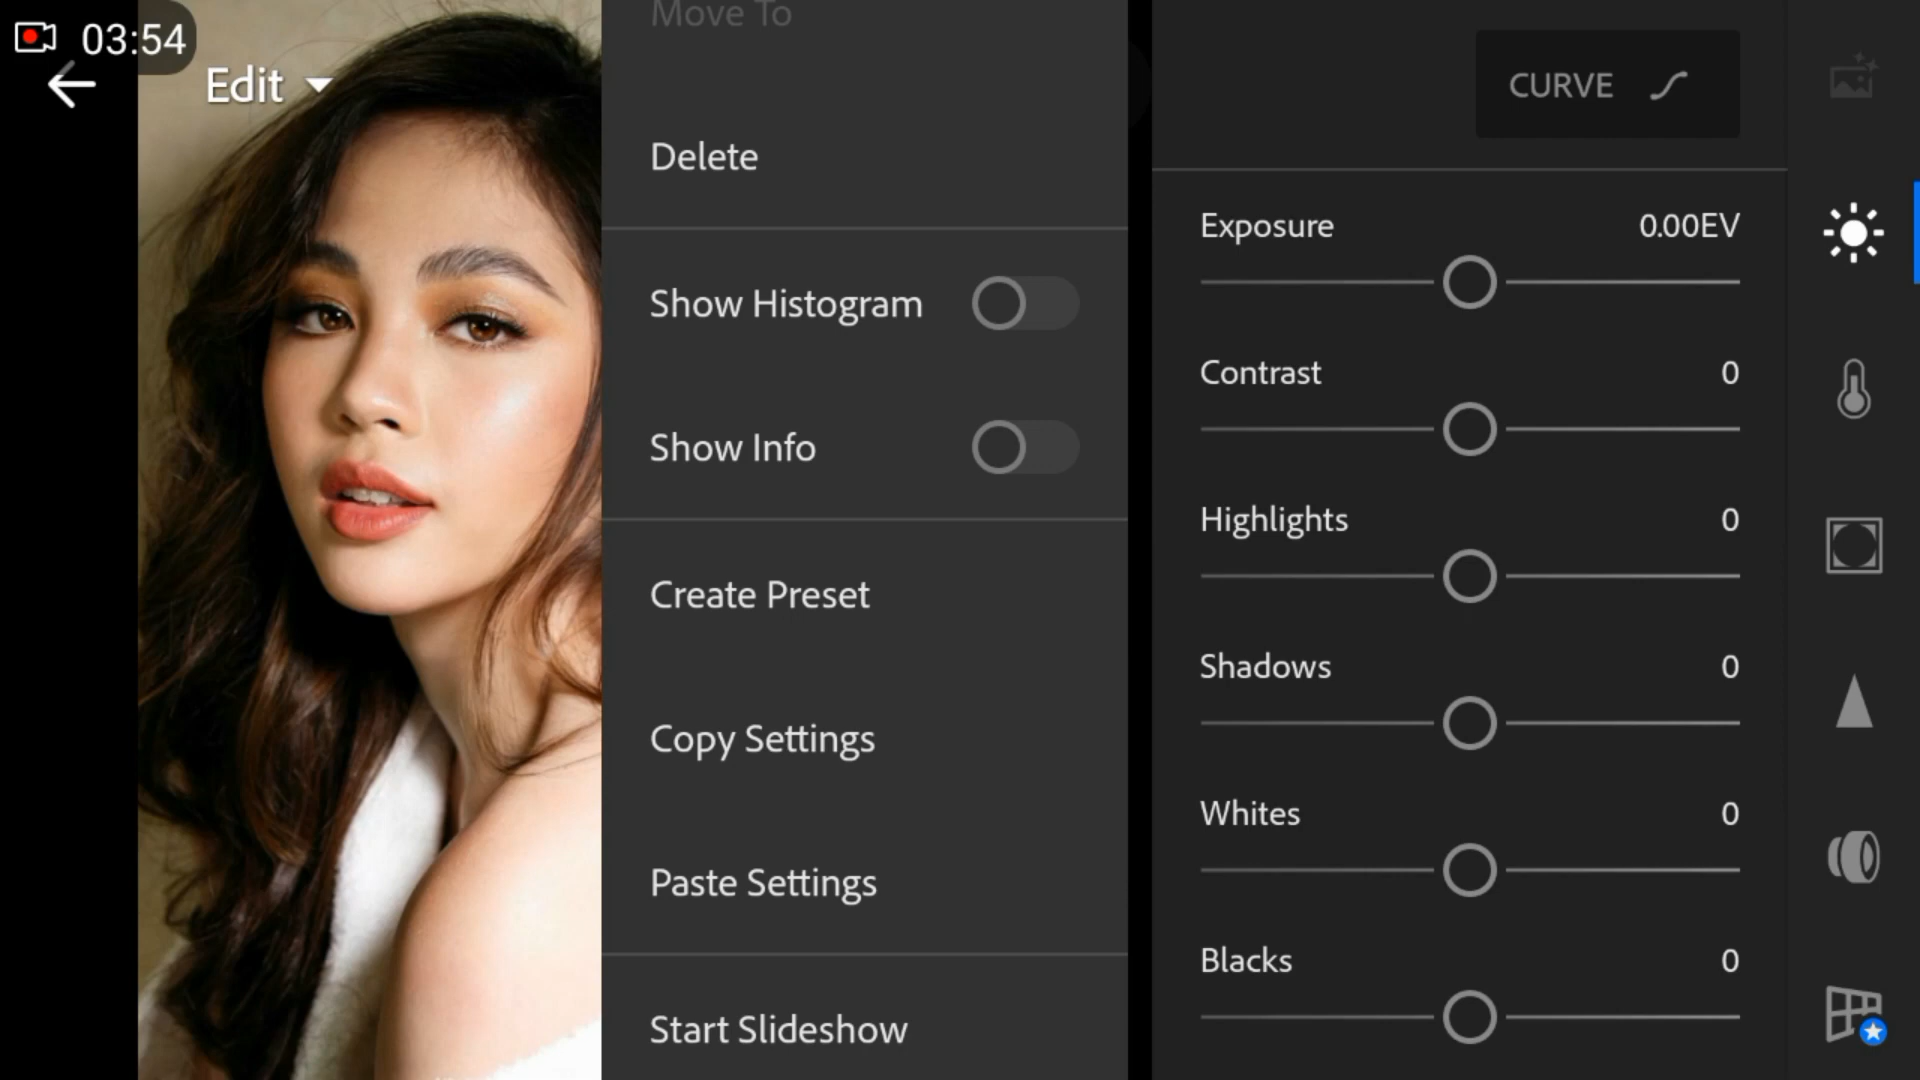 03:54
Edit
Move To
Delete
Show Histogram
Show Info
Create Preset
Copy Settings
Paste Settings
Start Slideshow
CURVE
Exposure 0.00EV
Contrast 0
Highlights 0
Shadows 0
Whites 0
Blacks 0